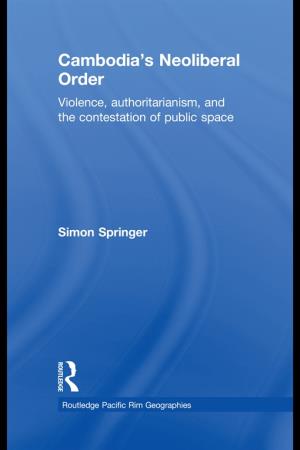 Cambodia's Neoliberal
Order
Violence, authoritarianism, and
the contestation of public space
Simon Springer
ROUTLEDGE
Routledge Pacific Rim Geographies